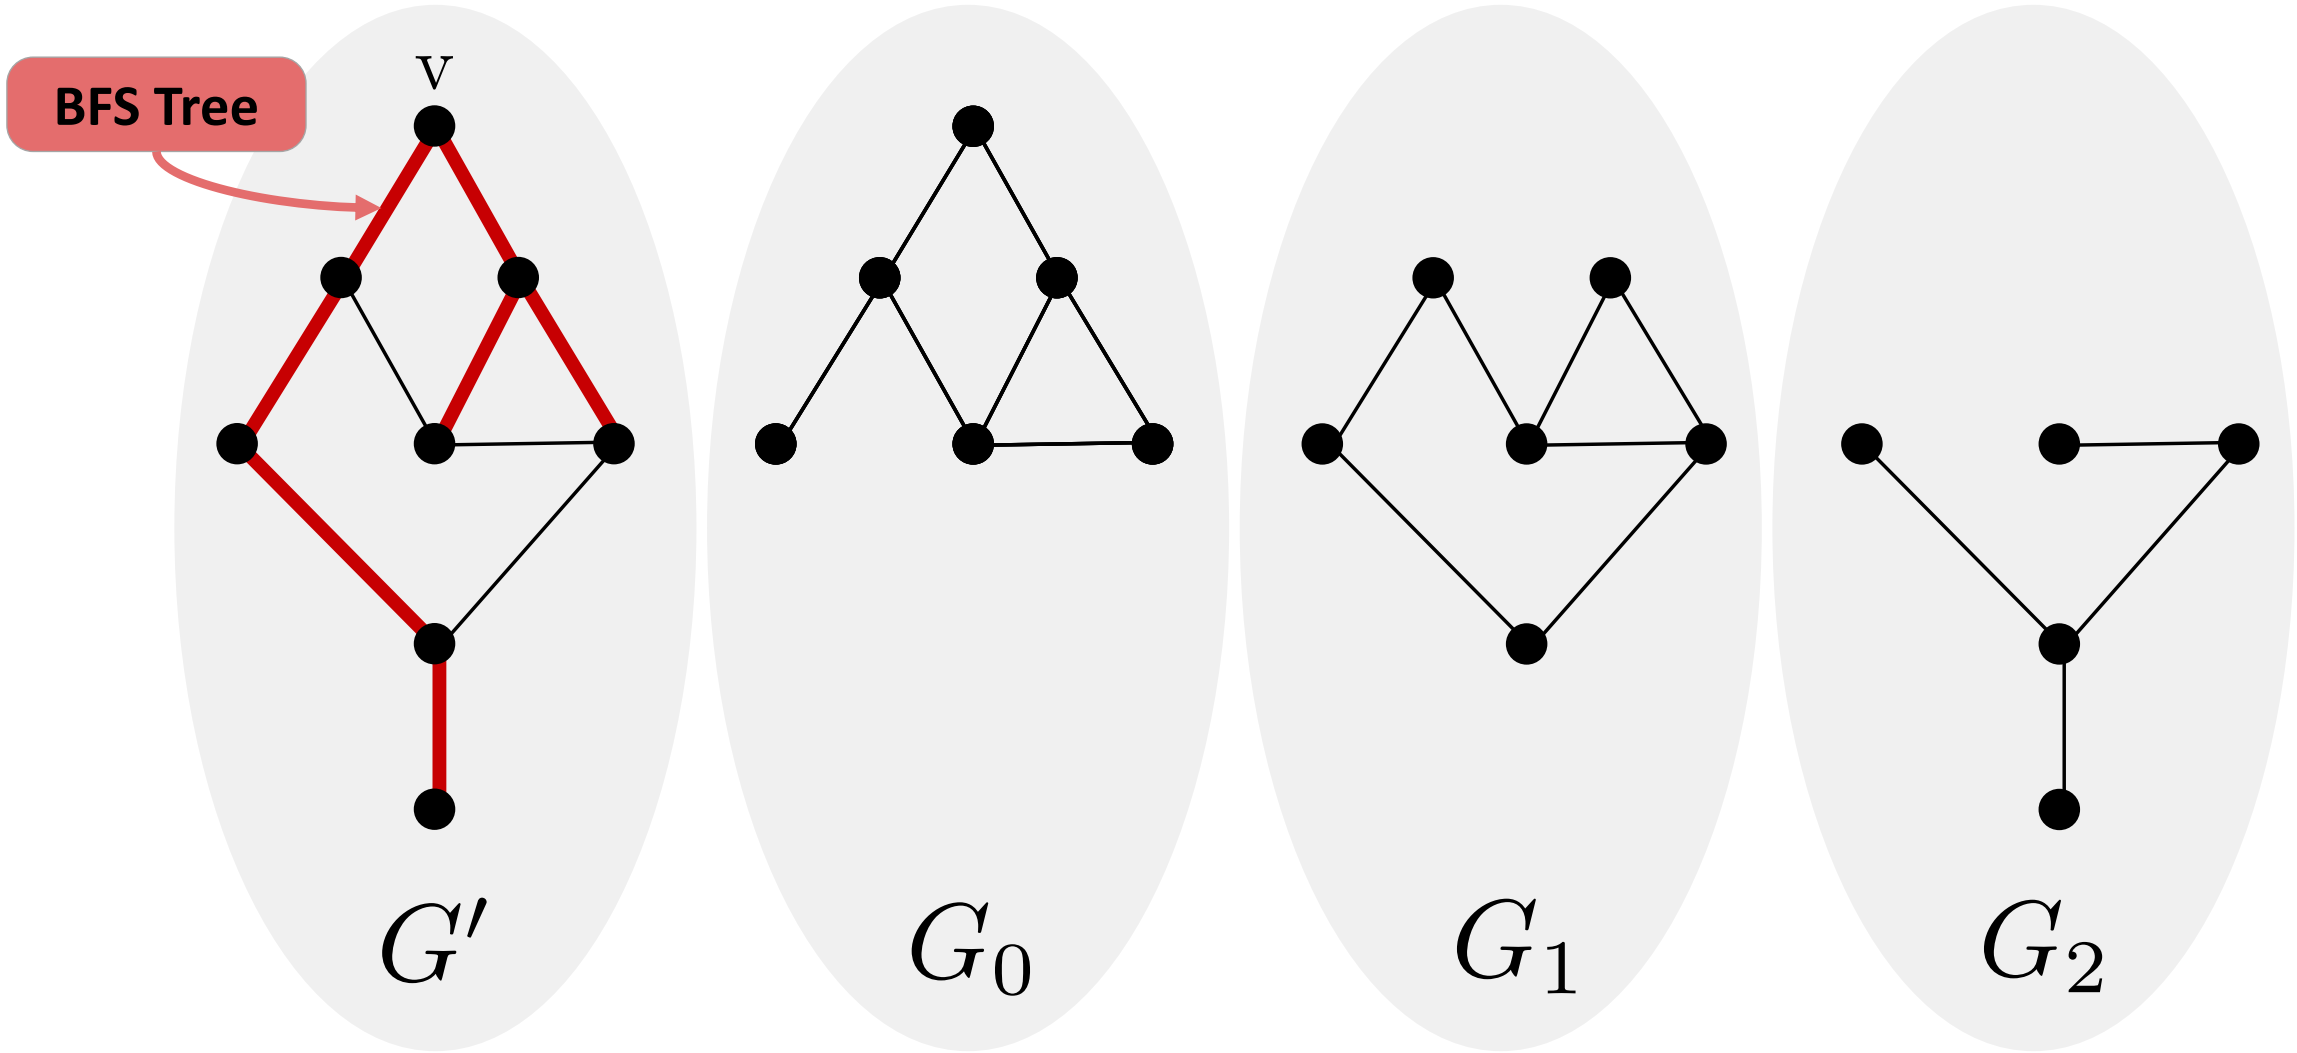 v
BFS Tree
G′
G₀
G₁
G₂